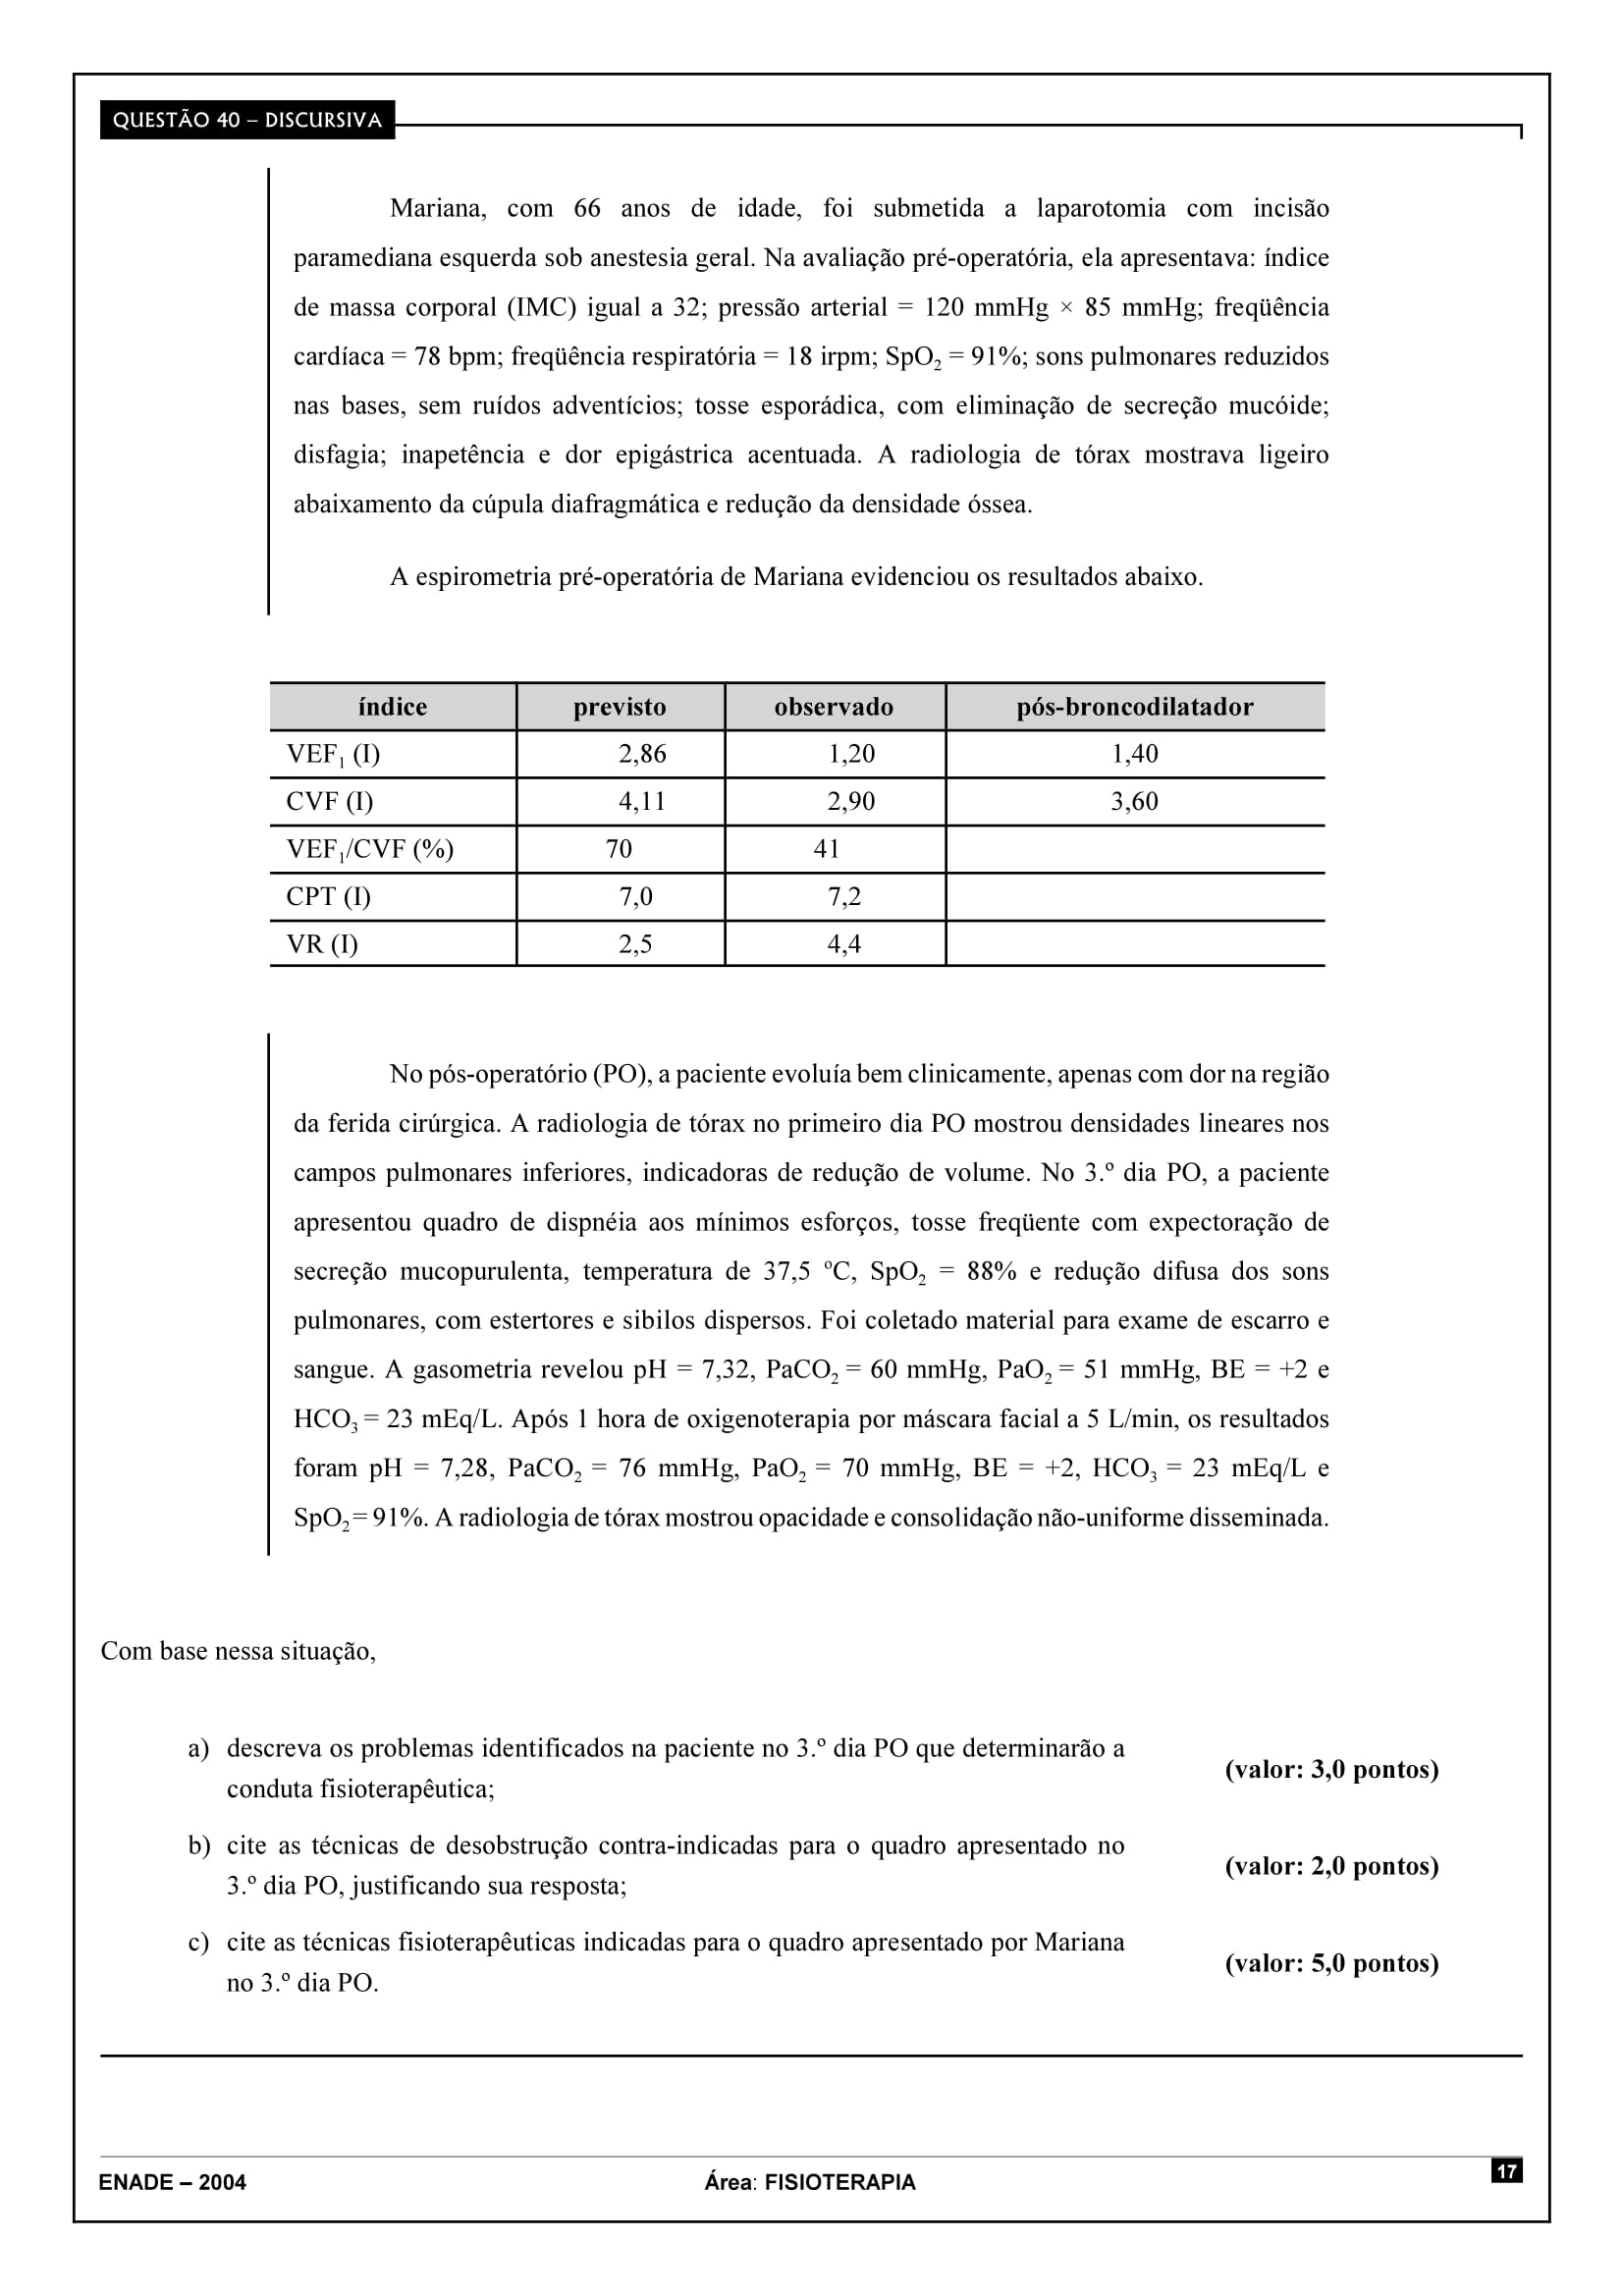 QUESTÃO 40 – DISCURSIVA
Mariana, com 66 anos de idade, foi submetida a laparotomia com incisão
paramediana esquerda sob anestesia geral. Na avaliação pré-operatória, ela apresentava: índice
de massa corporal (IMC) igual a 32; pressão arterial = 120 mmHg × 85 mmHg; freqüência
cardíaca = 78 bpm; freqüência respiratória = 18 irpm; SpO₂ = 91%; sons pulmonares reduzidos
nas bases, sem ruídos adventícios; tosse esporádica, com eliminação de secreção mucóide;
disfagia; inapetência e dor epigástrica acentuada. A radiologia de tórax mostrava ligeiro
abaixamento da cúpula diafragmática e redução da densidade óssea.
A espirometria pré-operatória de Mariana evidenciou os resultados abaixo.
índice previsto observado pós-broncodilatador
VEF₁ (I) 2,86 1,20 1,40
CVF (I) 4,11 2,90 3,60
VEF₁/CVF (%) 70 41
CPT (I) 7,0 7,2
VR (I) 2,5 4,4
No pós-operatório (PO), a paciente evoluía bem clinicamente, apenas com dor na região
da ferida cirúrgica. A radiologia de tórax no primeiro dia PO mostrou densidades lineares nos
campos pulmonares inferiores, indicadoras de redução de volume. No 3.º dia PO, a paciente
apresentou quadro de dispnéia aos mínimos esforços, tosse freqüente com expectoração de
secreção mucopurulenta, temperatura de 37,5 ºC, SpO₂ = 88% e redução difusa dos sons
pulmonares, com estertores e sibilos dispersos. Foi coletado material para exame de escarro e
sangue. A gasometria revelou pH = 7,32, PaCO₂ = 60 mmHg, PaO₂ = 51 mmHg, BE = +2 e
HCO₃ = 23 mEq/L. Após 1 hora de oxigenoterapia por máscara facial a 5 L/min, os resultados
foram pH = 7,28, PaCO₂ = 76 mmHg, PaO₂ = 70 mmHg, BE = +2, HCO₃ = 23 mEq/L e
SpO₂ = 91%. A radiologia de tórax mostrou opacidade e consolidação não-uniforme disseminada.
Com base nessa situação,
a) descreva os problemas identificados na paciente no 3.º dia PO que determinarão a
conduta fisioterapêutica;
(valor: 3,0 pontos)
b) cite as técnicas de desobstrução contra-indicadas para o quadro apresentado no
3.º dia PO, justificando sua resposta;
(valor: 2,0 pontos)
c) cite as técnicas fisioterapêuticas indicadas para o quadro apresentado por Mariana
no 3.º dia PO.
(valor: 5,0 pontos)
ENADE – 2004 Área: FISIOTERAPIA 17